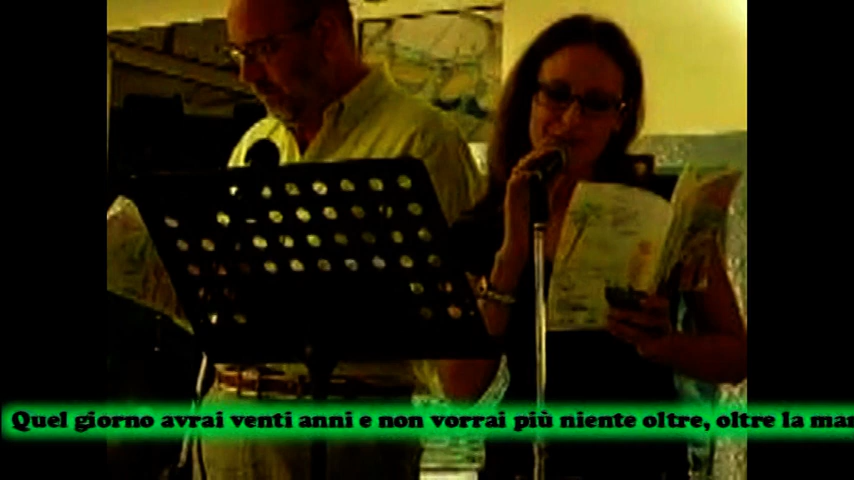 Quel giorno avrai venti anni e non vorrai più niente oltre, oltre la